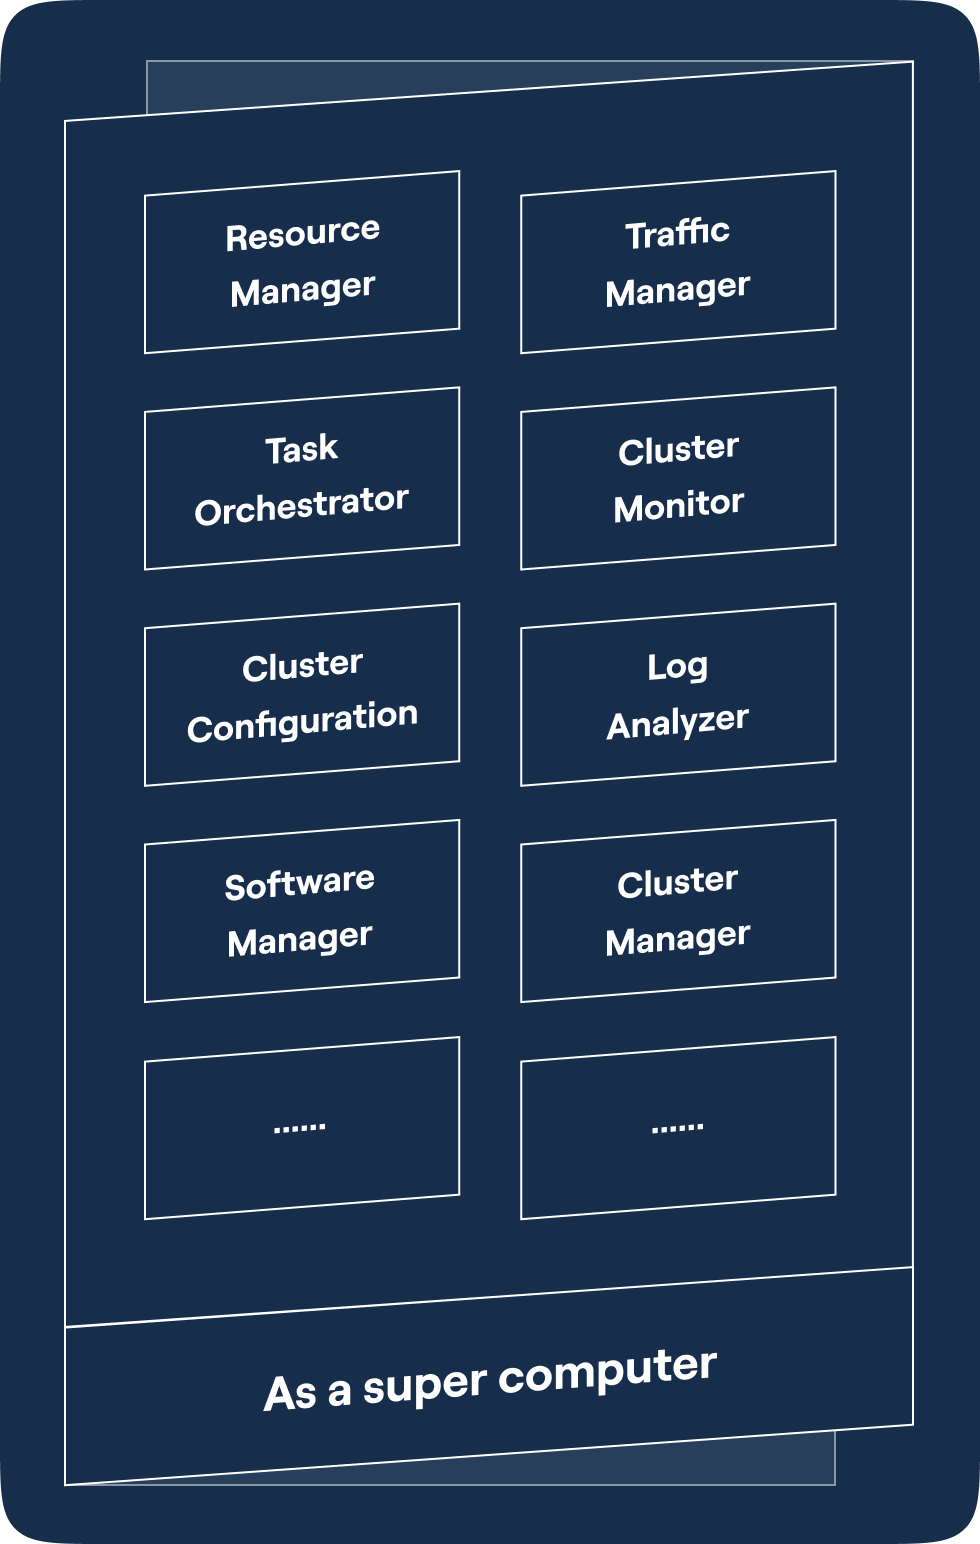 Resource
Manager
Traffic
Manager
Task
Orchestrator
Cluster
Monitor
Cluster
Configuration
Log
Analyzer
Software
Manager
Cluster
Manager
......
......
As a super computer